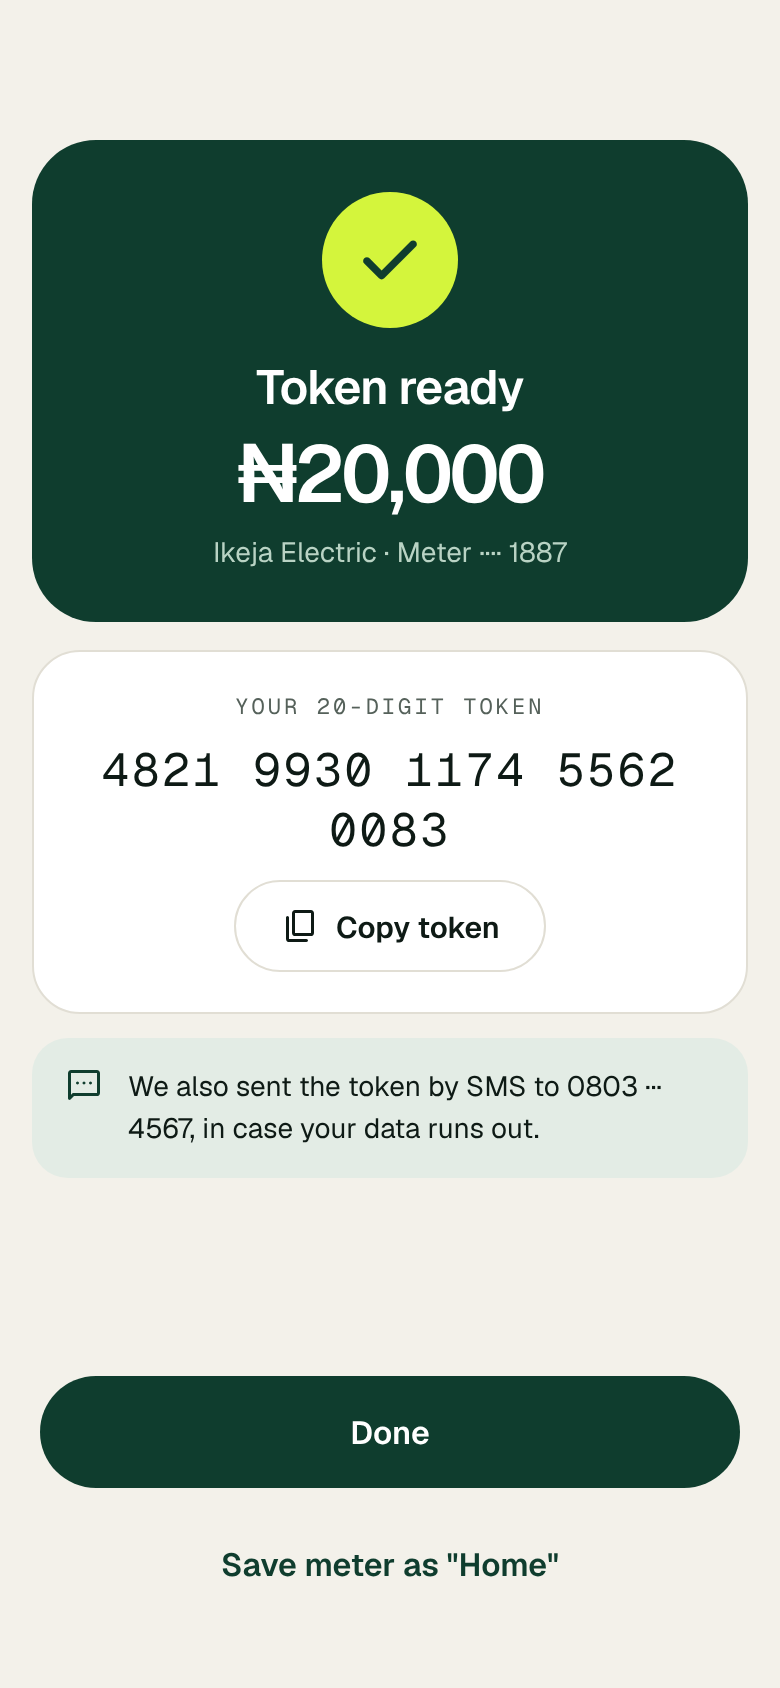 Token ready
₦20,000
Ikeja Electric · Meter ···· 1887
YOUR 20-DIGIT TOKEN
4821 9930 1174 5562
0083
Copy token
We also sent the token by SMS to 0803 ···
4567, in case your data runs out.
Done
Save meter as "Home"